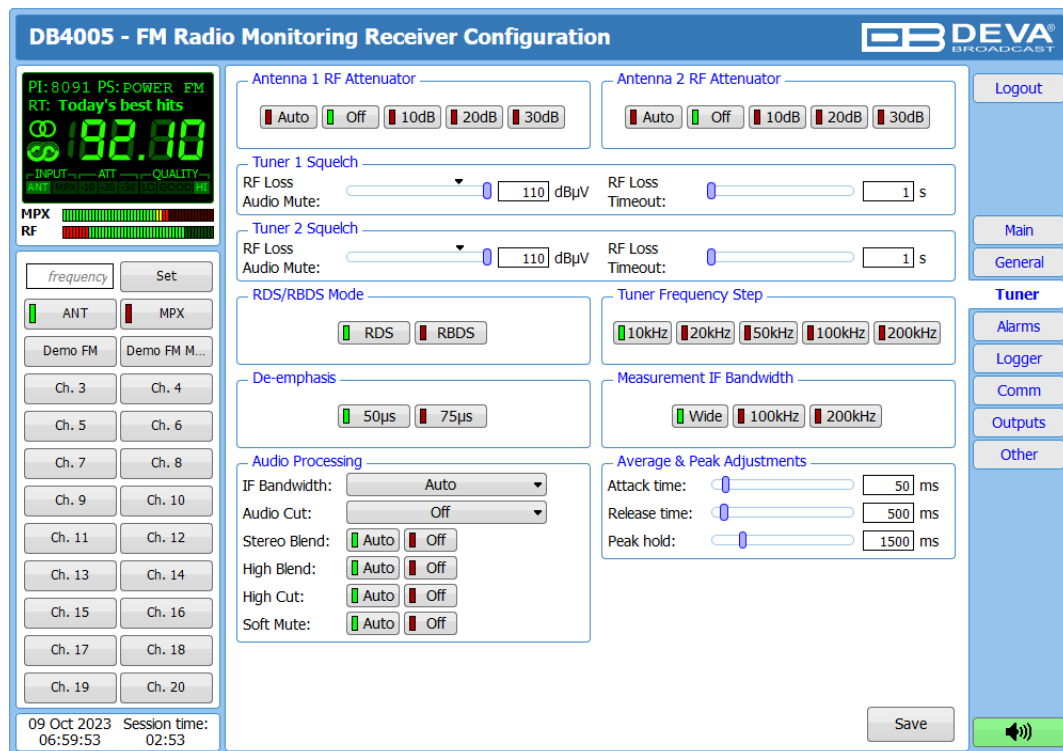 DB4005 - FM Radio Monitoring Receiver Configuration
DEVA
BROADCAST
PI:8091 PS:POWER FM
RT: Today's best hits
92.10
INPUT ATT QUALITY
ANT MPX -10 -20 -30 LO GOOD HI
MPX
RF
frequency Set
ANT MPX
Demo FM Demo FM M...
Ch. 3 Ch. 4
Ch. 5 Ch. 6
Ch. 7 Ch. 8
Ch. 9 Ch. 10
Ch. 11 Ch. 12
Ch. 13 Ch. 14
Ch. 15 Ch. 16
Ch. 17 Ch. 18
Ch. 19 Ch. 20
09 Oct 2023 Session time:
06:59:53 02:53
Antenna 1 RF Attenuator
Auto Off 10dB 20dB 30dB
Antenna 2 RF Attenuator
Auto Off 10dB 20dB 30dB
Tuner 1 Squelch
RF Loss
Audio Mute: 110 dBµV
RF Loss
Timeout: 1 s
Tuner 2 Squelch
RF Loss
Audio Mute: 110 dBµV
RF Loss
Timeout: 1 s
RDS/RBDS Mode
RDS RBDS
Tuner Frequency Step
10kHz 20kHz 50kHz 100kHz 200kHz
De-emphasis
50µs 75µs
Measurement IF Bandwidth
Wide 100kHz 200kHz
Audio Processing
IF Bandwidth: Auto
Audio Cut: Off
Stereo Blend: Auto Off
High Blend: Auto Off
High Cut: Auto Off
Soft Mute: Auto Off
Average & Peak Adjustments
Attack time: 50 ms
Release time: 500 ms
Peak hold: 1500 ms
Save
Logout
Main
General
Tuner
Alarms
Logger
Comm
Outputs
Other